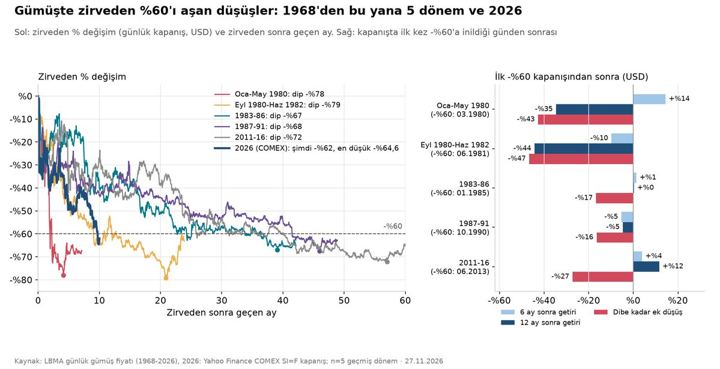 Gümüşte zirveden %60'ı aşan düşüşler: 1968'den bu yana 5 dönem ve 2026
Sol: zirveden % değişim (günlük kapanış, USD) ve zirveden sonra geçen ay. Sağ: kapanışta ilk kez -%60'a inildiği günden sonrası
Zirveden % değişim
%0
-%10
-%20
-%30
-%40
-%50
-%60
-%70
-%80
Oca-May 1980: dip -%78
Eyl 1980-Haz 1982: dip -%79
1983-86: dip -%67
1987-91: dip -%68
2011-16: dip -%72
2026 (COMEX): şimdi -%62, en düşük -%64,6
-%60
0
10
20
30
40
50
60
Zirveden sonra geçen ay
İlk -%60 kapanışından sonra (USD)
Oca-May 1980
(-%60: 03.1980)
+%14
-%35
-%43
Eyl 1980-Haz 1982
(-%60: 06.1981)
-%10
-%44
-%47
1983-86
(-%60: 01.1985)
+%1
+%0
-%17
1987-91
(-%60: 10.1990)
-%5
-%5
-%16
2011-16
(-%60: 06.2013)
+%4
+%12
-%27
-%60
-%40
-%20
%0
+%20
6 ay sonra getiri
12 ay sonra getiri
Dibe kadar ek düşüş
Kaynak: LBMA günlük gümüş fiyatı (1968-2026), 2026: Yahoo Finance COMEX SI=F kapanış; n=5 geçmiş dönem · 27.11.2026